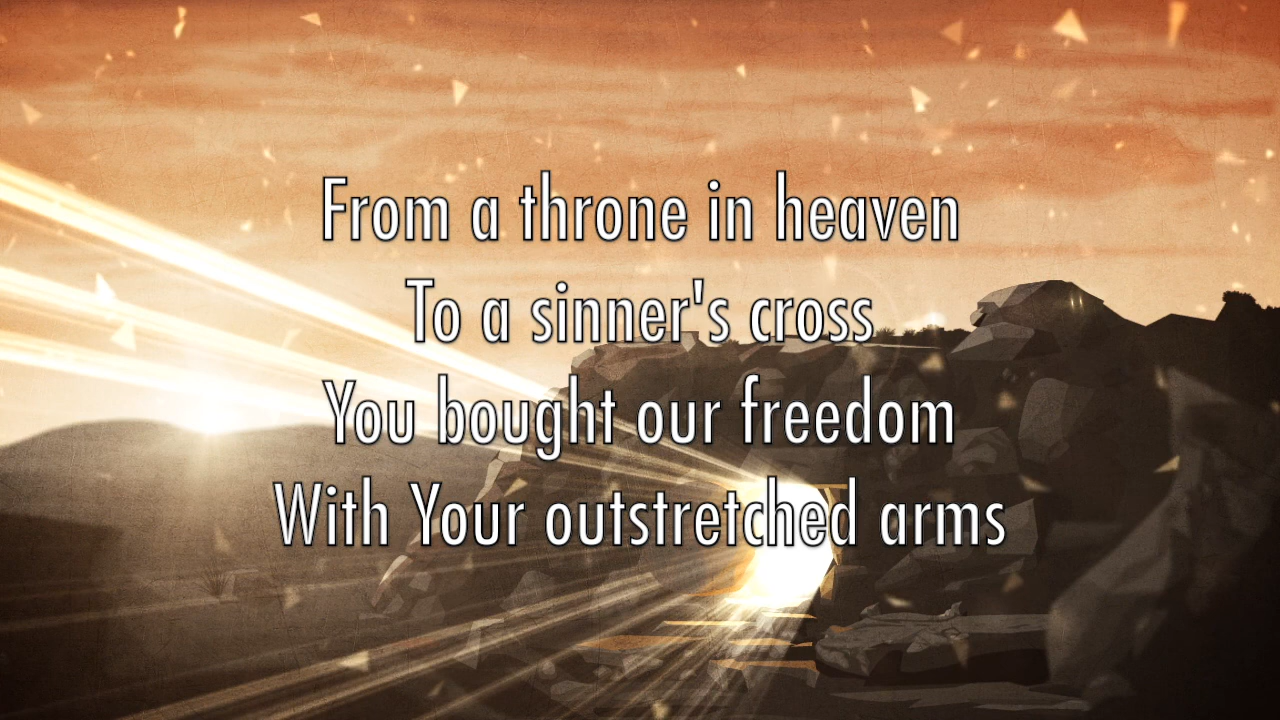 From a throne in heaven
To a sinner's cross
You bought our freedom
With Your outstretched arms